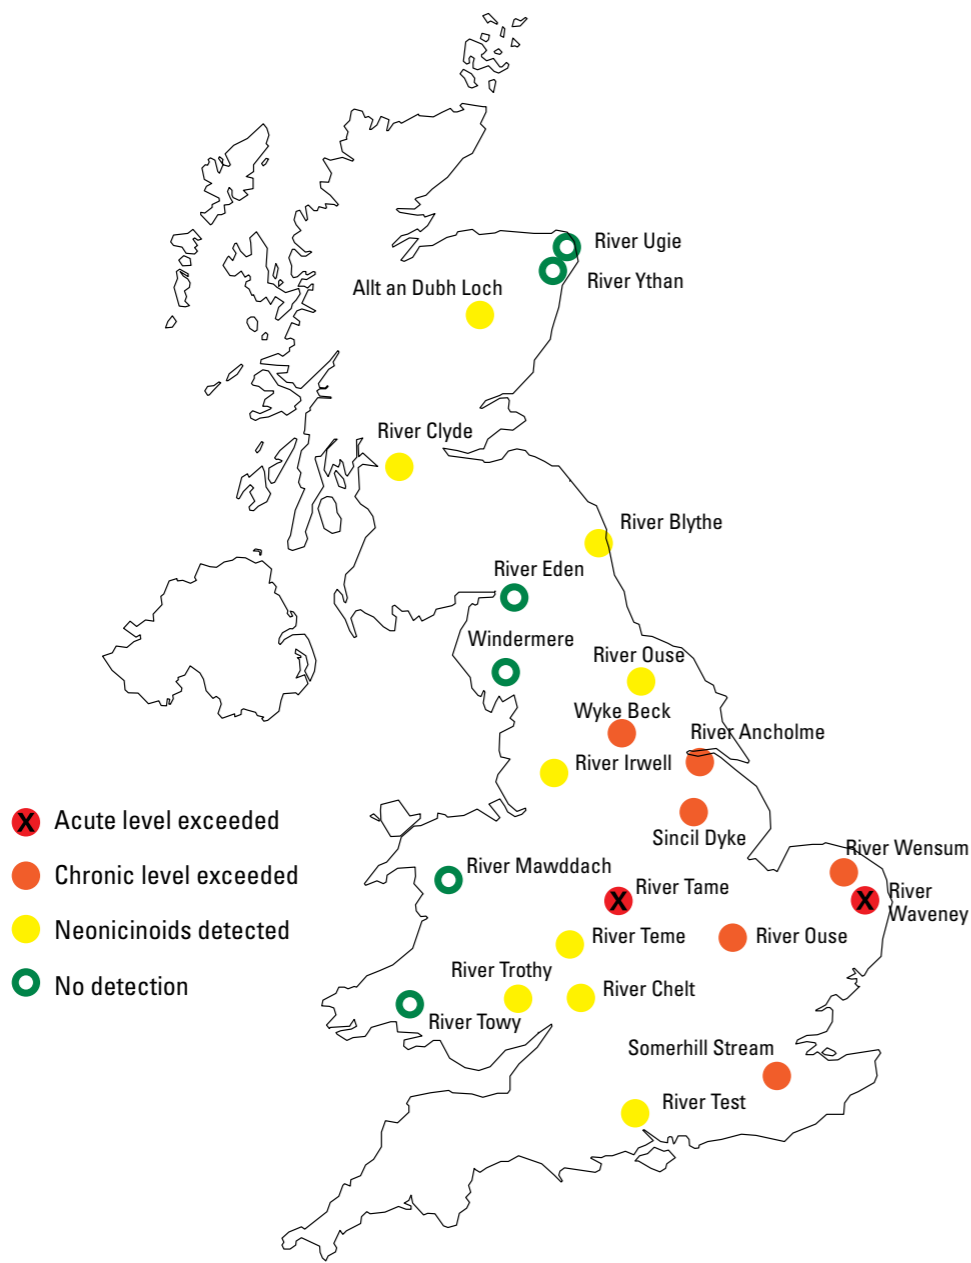 River Ugie
River Ythan
Allt an Dubh Loch
River Clyde
River Blythe
River Eden
Windermere
River Ouse
Wyke Beck
River Ancholme
River Irwell
X Acute level exceeded
Sincil Dyke
River Wensum
Chronic level exceeded
River Mawddach
X River Tame
X River
Waveney
Neonicinoids detected
River Teme
River Ouse
River Trothy
No detection
River Chelt
River Towy
Somerhill Stream
River Test